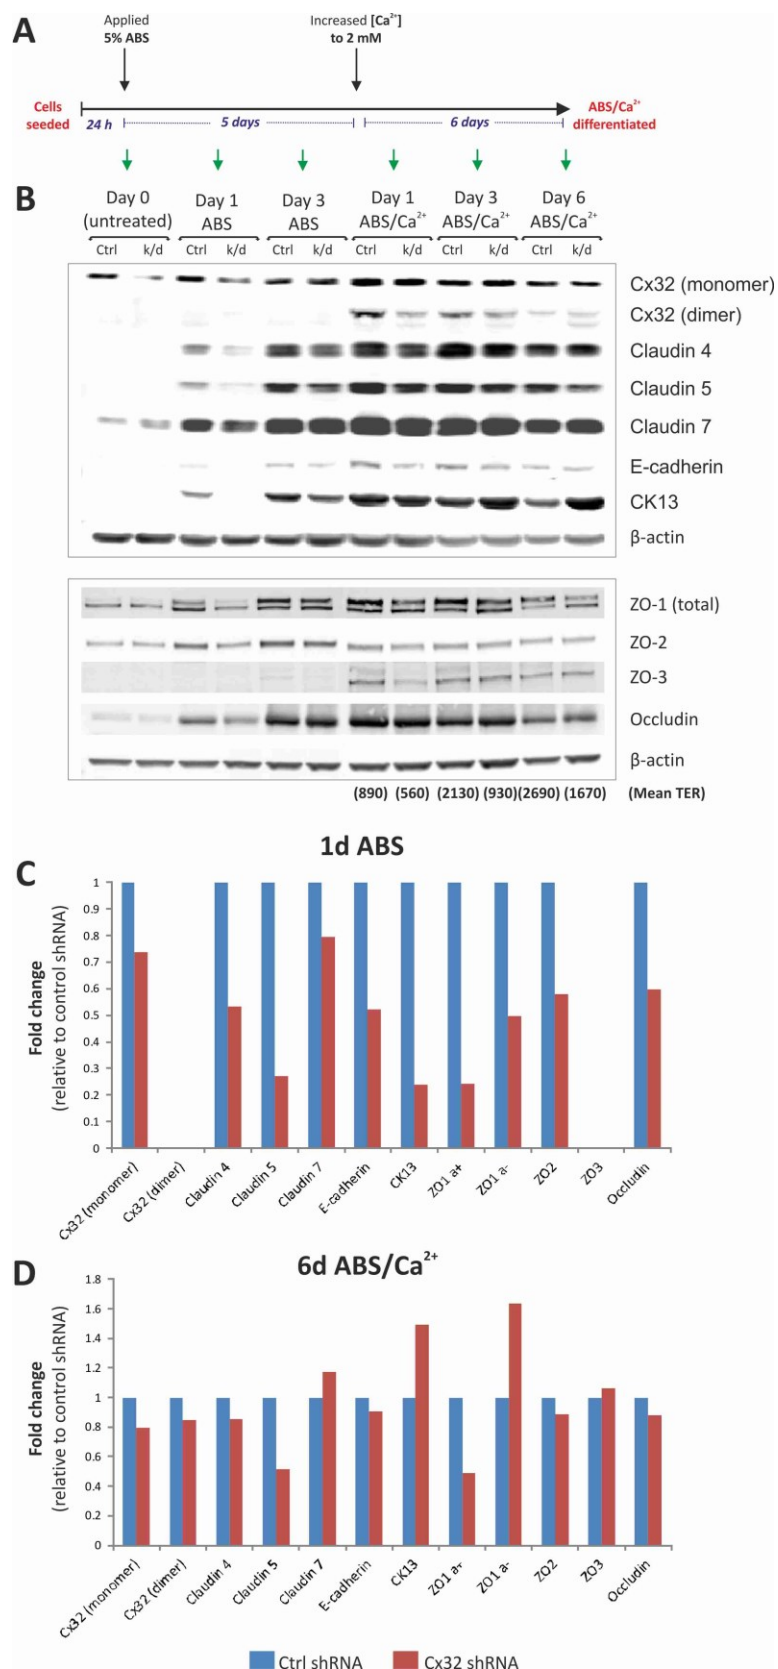 A
Applied
5% ABS
Increased [Ca²⁺]
to 2 mM
Cells
seeded
24 h
5 days
6 days
ABS/Ca²⁺
differentiated
B
Day 0
(untreated)
Day 1
ABS
Day 3
ABS
Day 1
ABS/Ca²⁺
Day 3
ABS/Ca²⁺
Day 6
ABS/Ca²⁺
Ctrl k/d Ctrl k/d Ctrl k/d Ctrl k/d Ctrl k/d Ctrl k/d
Cx32 (monomer)
Cx32 (dimer)
Claudin 4
Claudin 5
Claudin 7
E-cadherin
CK13
β-actin
ZO-1 (total)
ZO-2
ZO-3
Occludin
β-actin
(890) (560) (2130) (930) (2690) (1670) (Mean TER)
C
1d ABS
Fold change
(relative to control shRNA)
1
0.9
0.8
0.7
0.6
0.5
0.4
0.3
0.2
0.1
0
Cx32 (monomer)
Cx32 (dimer)
Claudin 4
Claudin 5
Claudin 7
E-cadherin
CK13
ZO1 a+
ZO1 a-
ZO2
ZO3
Occludin
D
6d ABS/Ca²⁺
Fold change
(relative to control shRNA)
1.8
1.6
1.4
1.2
1
0.8
0.6
0.4
0.2
0
Cx32 (monomer)
Cx32 (dimer)
Claudin 4
Claudin 5
Claudin 7
E-cadherin
CK13
ZO1 a+
ZO1 a-
ZO2
ZO3
Occludin
Ctrl shRNA
Cx32 shRNA